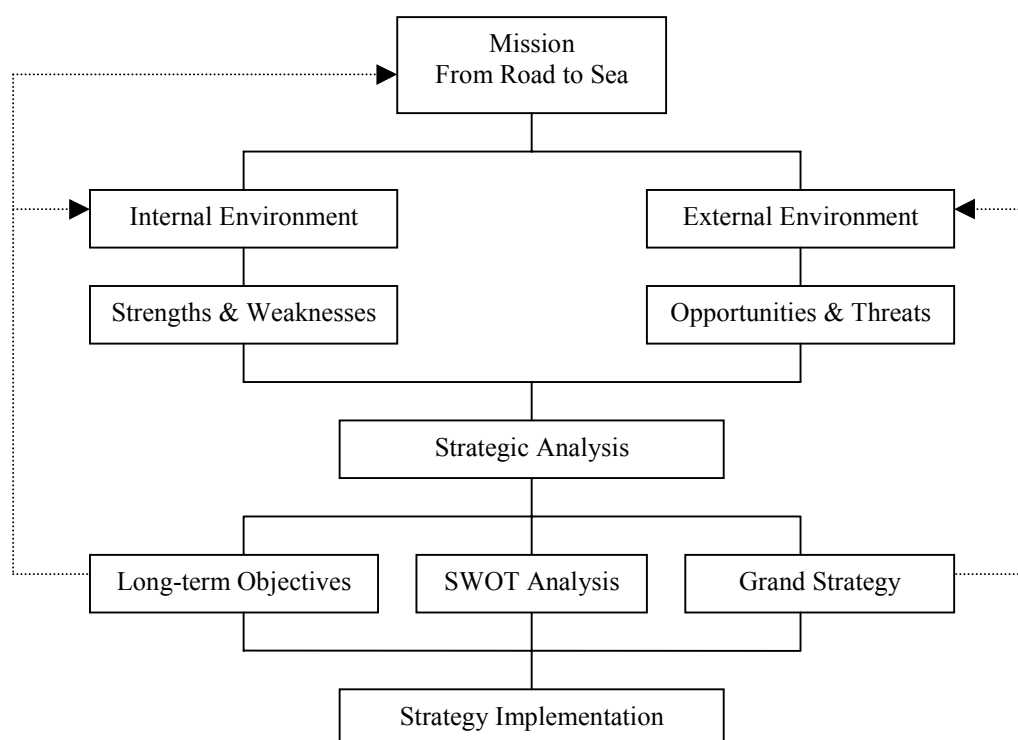 Mission
From Road to Sea
Internal Environment
External Environment
Strengths & Weaknesses
Opportunities & Threats
Strategic Analysis
Long-term Objectives
SWOT Analysis
Grand Strategy
Strategy Implementation